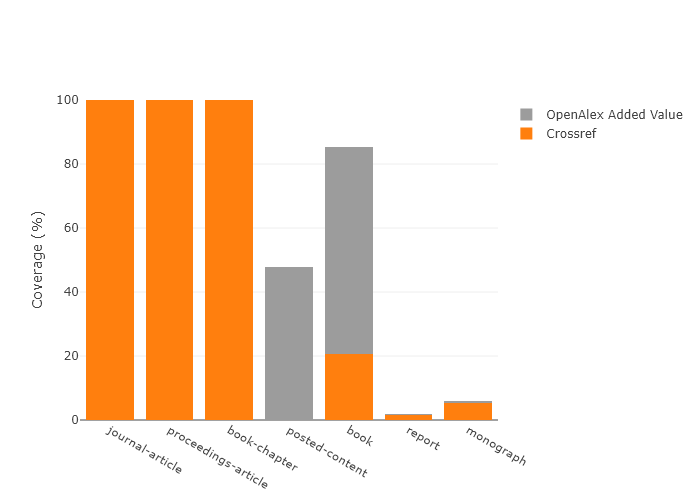 100
80
60
40
20
0
Coverage (%)
journal-article
proceedings-article
book-chapter
posted-content
book
report
monograph
OpenAlex Added Value
Crossref